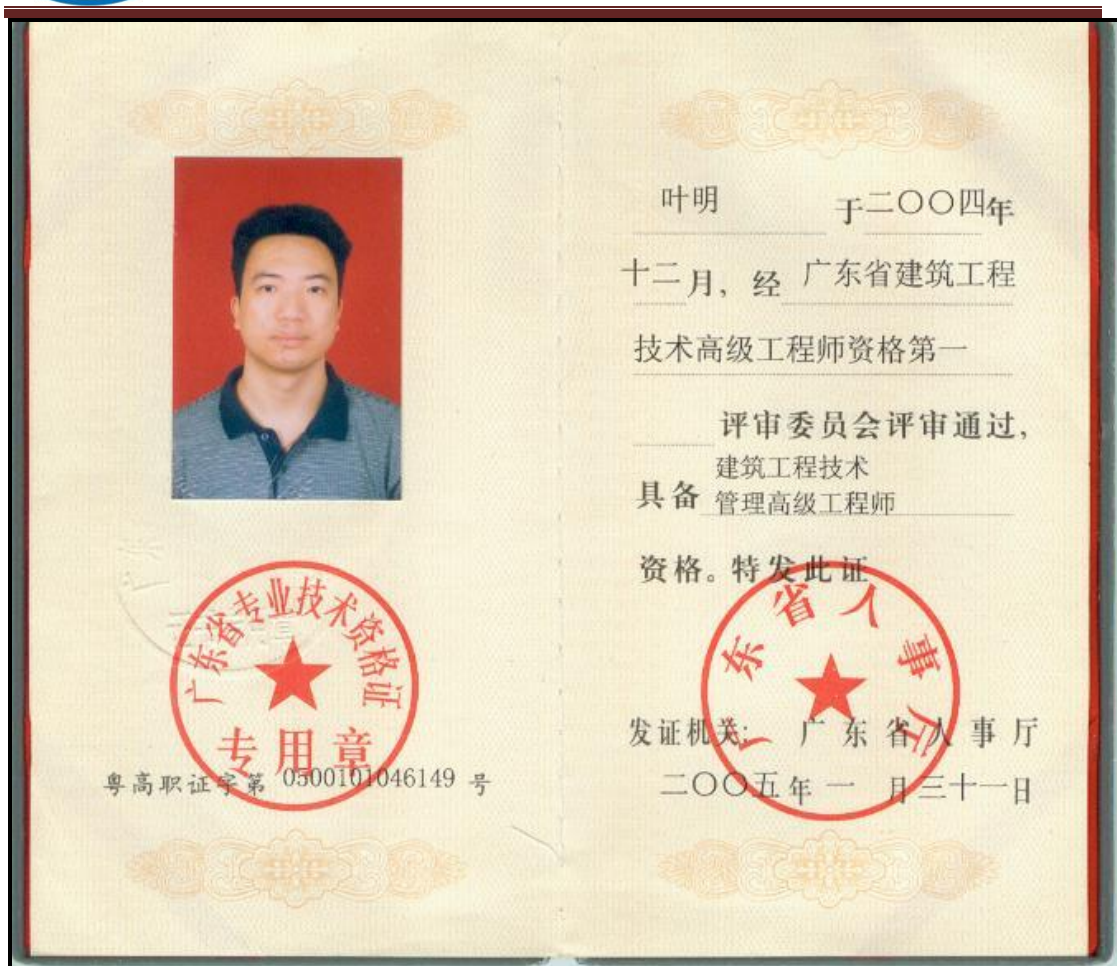 广东省专业技术资格证
专用章
粤高职证字第 0500101046149 号
叶明 于二〇〇四年
十二月，经 广东省建筑工程
技术高级工程师资格第一
评审委员会评审通过，
建筑工程技术
具备 管理高级工程师
资格。特发此证
广东省人事厅
发证机关： 广东省人事厅
二〇〇五年 一 月三十一日